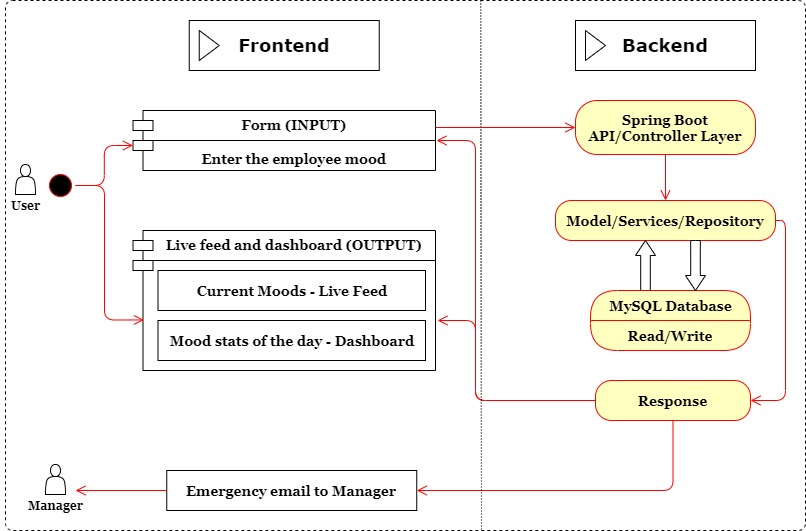 Frontend
Backend
Form (INPUT)
Enter the employee mood
Spring Boot
API/Controller Layer
User
Model/Services/Repository
Live feed and dashboard (OUTPUT)
Current Moods - Live Feed
Mood stats of the day - Dashboard
MySQL Database
Read/Write
Response
Emergency email to Manager
Manager